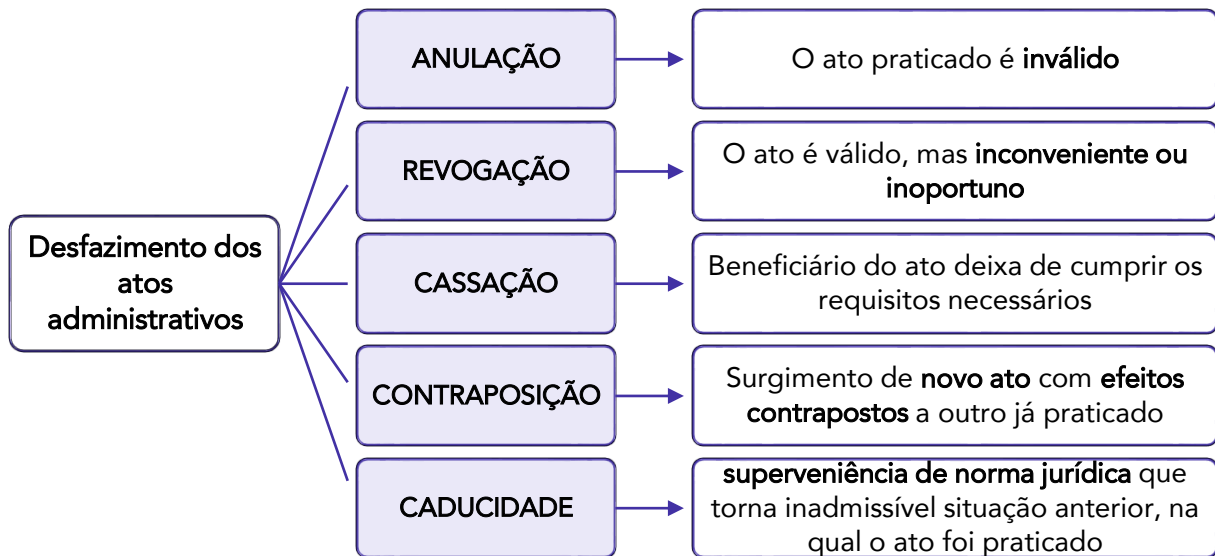 Desfazimento dos
atos
administrativos
ANULAÇÃO
O ato praticado é inválido
REVOGAÇÃO
O ato é válido, mas inconveniente ou
inoportuno
CASSAÇÃO
Beneficiário do ato deixa de cumprir os
requisitos necessários
CONTRAPOSIÇÃO
Surgimento de novo ato com efeitos
contrapostos a outro já praticado
CADUCIDADE
superveniência de norma jurídica que
torna inadmissível situação anterior, na
qual o ato foi praticado